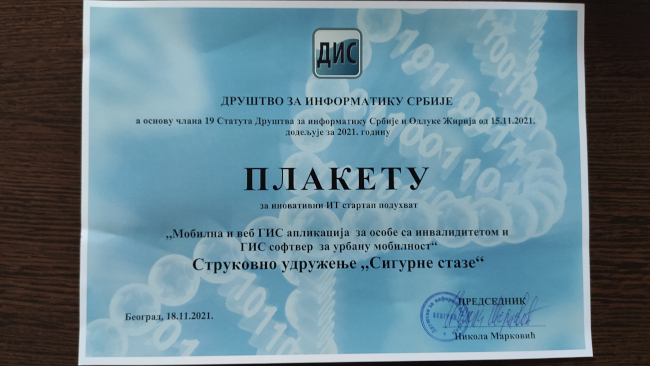 ДИС
ДРУШТВО ЗА ИНФОРМАТИКУ СРБИЈЕ
а основу члана 19 Статута Друштва за информатику Србије и Одлуке Жирија од 15.11.2021.
додељује за 2021. годину
ПЛАКЕТУ
за иновативни ИТ стартап подухват
,,Мобилна и веб ГИС апликација за особе са инвалидитетом и
ГИС софтвер за урбану мобилност“
Струковно удружење ,,Сигурне стазе“
Београд, 18.11.2021.
ПРЕДСЕДНИК
Никола Марковић